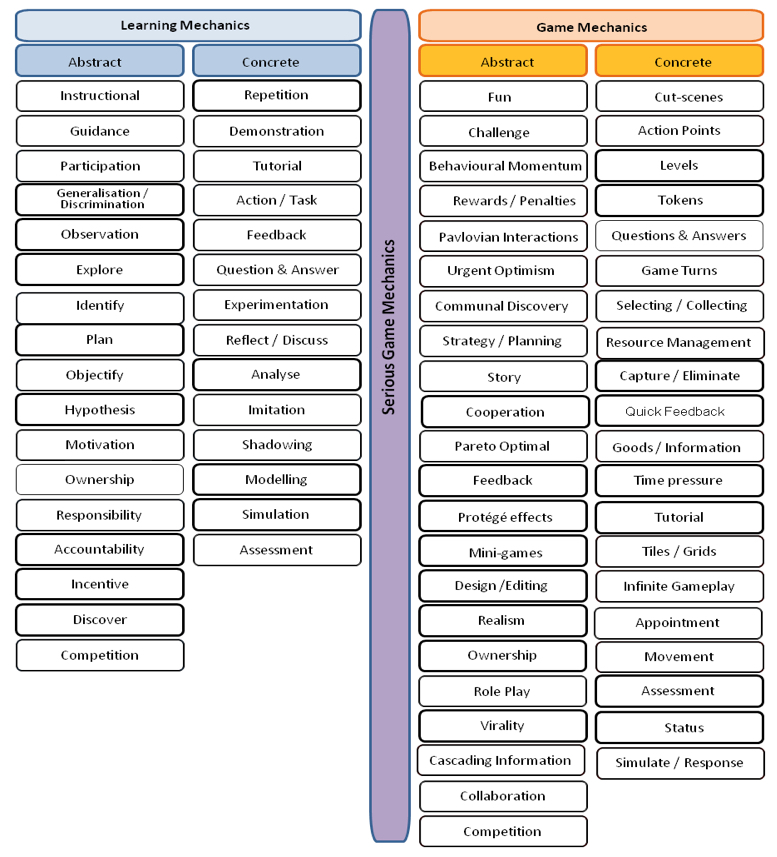 Learning Mechanics
Abstract
Instructional
Guidance
Participation
Generalisation /
Discrimination
Observation
Explore
Identify
Plan
Objectify
Hypothesis
Motivation
Ownership
Responsibility
Accountability
Incentive
Discover
Competition
Concrete
Repetition
Demonstration
Tutorial
Action / Task
Feedback
Question & Answer
Experimentation
Reflect / Discuss
Analyse
Imitation
Shadowing
Modelling
Simulation
Assessment
Serious Game Mechanics
Game Mechanics
Abstract
Fun
Challenge
Behavioural Momentum
Rewards / Penalties
Pavlovian Interactions
Urgent Optimism
Communal Discovery
Strategy / Planning
Story
Cooperation
Pareto Optimal
Feedback
Protégé effects
Mini-games
Design /Editing
Realism
Ownership
Role Play
Virality
Cascading Information
Collaboration
Competition
Concrete
Cut-scenes
Action Points
Levels
Tokens
Questions & Answers
Game Turns
Selecting / Collecting
Resource Management
Capture / Eliminate
Quick Feedback
Goods / Information
Time pressure
Tutorial
Tiles / Grids
Infinite Gameplay
Appointment
Movement
Assessment
Status
Simulate / Response